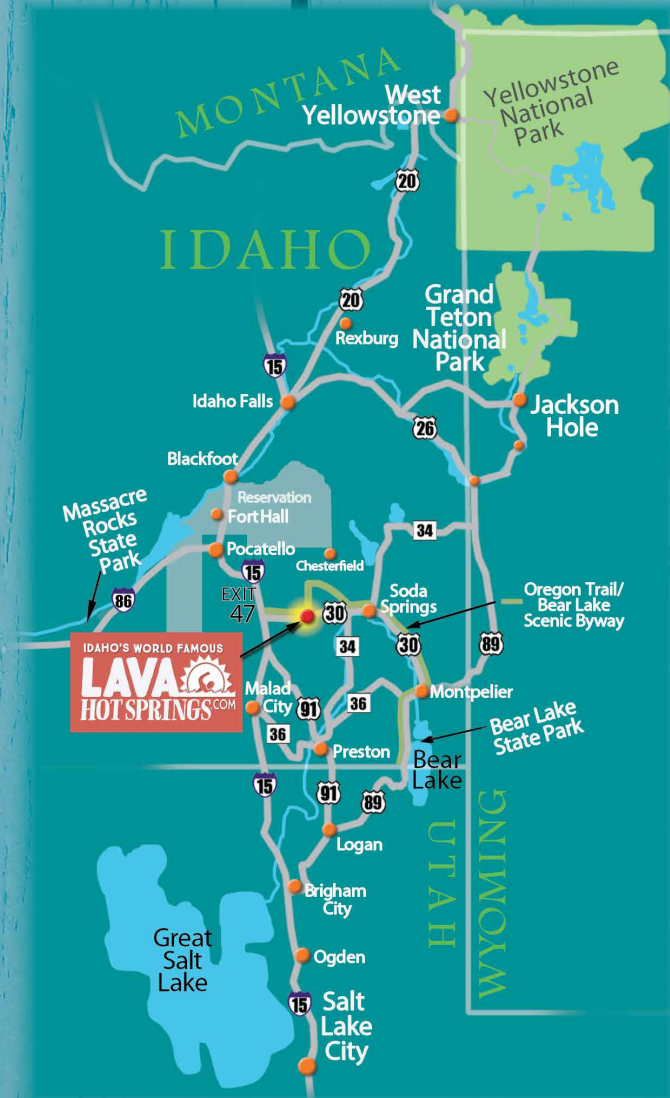 MONTANA
West
Yellowstone
Yellowstone
National
Park
20
IDAHO
20
Rexburg
Grand
Teton
National
Park
15
Idaho Falls
Jackson
Hole
26
Blackfoot
Reservation
Fort Hall
Massacre
Rocks
State
Park
34
Pocatello
Chesterfield
15
86
EXIT
47
30
Soda
Springs
Oregon Trail/
Bear Lake
Scenic Byway
34
30
89
IDAHO'S WORLD FAMOUS
LAVA
HOT SPRINGS.COM
Malad
City
91
36
Montpelier
36
Preston
Bear Lake
State Park
Bear
Lake
15
91
89
UTAH
WYOMING
Logan
Brigham
City
Great
Salt
Lake
Ogden
15
Salt
Lake
City